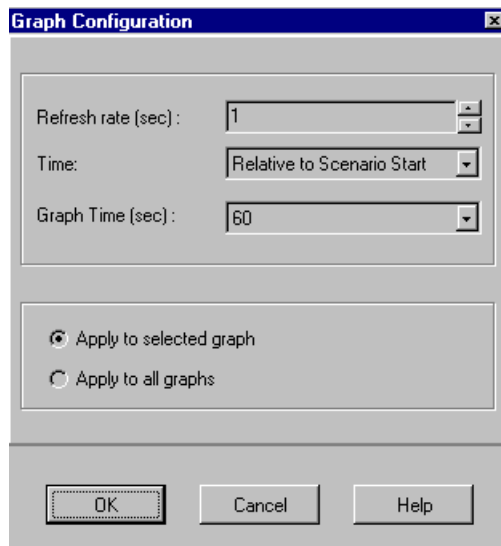 Graph Configuration
Refresh rate (sec) : 1
Time: Relative to Scenario Start
Graph Time (sec) : 60
Apply to selected graph
Apply to all graphs
OK Cancel Help